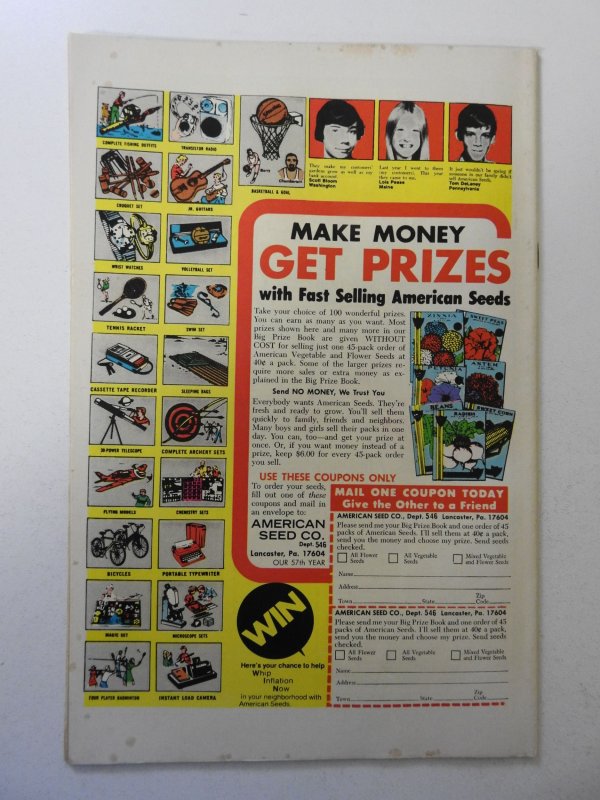 COMPLETE FISHING OUTFITS
TRANSISTOR RADIO
CROQUET SET
JR. GUITARS
WRIST WATCHES
VOLLEYBALL SET
TENNIS RACKET
SWIM SET
CASSETTE TAPE RECORDER
SLEEPING BAGS
30-POWER TELESCOPE
COMPLETE ARCHERY SETS
FLYING MODELS
CHEMISTRY SETS
BICYCLES
PORTABLE TYPEWRITER
MAGIC SET
MICROSCOPE SETS
FOUR PLAYER BADMINTON
INSTANT LOAD CAMERA
BASKETBALL & GOAL
They make my customers'
gardens grow as well as my
bank account.
Scott Bloom
Washington
Last year I went to them
(my customers). This year
they came to me.
Lois Pease
Maine
It just wouldn't be spring if
someone in our family didn't
sell American Seeds.
Tom DeLaney
Pennsylvania
MAKE MONEY
GET PRIZES
with Fast Selling American Seeds
Take your choice of 100 wonderful prizes.
You can earn as many as you want. Most
prizes shown here and many more in our
Big Prize Book are given WITHOUT
COST for selling just one 45-pack order of
American Vegetable and Flower Seeds at
40¢ a pack. Some of the larger prizes re-
quire more sales or extra money as ex-
plained in the Big Prize Book.
Send NO MONEY, We Trust You
Everybody wants American Seeds. They're
fresh and ready to grow. You'll sell them
quickly to family, friends and neighbors.
Many boys and girls sell their packs in one
day. You can, too—and get your prize at
once. Or, if you want money instead of a
prize, keep $6.00 for every 45-pack order
you sell.
ZINNIA
SWEET PEAS
ASTER
BEANS
RADISH
SWEET CORN
USE THESE COUPONS ONLY
To order your seeds,
fill out one of these
coupons and mail in
an envelope to:
AMERICAN
SEED CO.
Dept. 546
Lancaster, Pa. 17604
OUR 57th YEAR
MAIL ONE COUPON TODAY
Give the Other to a Friend
AMERICAN SEED CO., Dept. 546 Lancaster, Pa. 17604
Please send me your Big Prize Book and one order of 45
packs of American Seeds. I'll sell them at 40¢ a pack,
send you the money and choose my prize. Send seeds
checked.
All Flower Seeds
All Vegetable Seeds
Mixed Vegetable and Flower Seeds
Name
Address
Town State Zip Code
AMERICAN SEED CO., Dept. 546 Lancaster, Pa. 17604
Please send me your Big Prize Book and one order of 45
packs of American Seeds. I'll sell them at 40¢ a pack,
send you the money and choose my prize. Send seeds
checked.
All Flower Seeds
All Vegetable Seeds
Mixed Vegetable and Flower Seeds
Name
Address
Town State Zip Code
WIN
Here's your chance to help
Whip
Inflation
Now
in your neighborhood with
American Seeds.